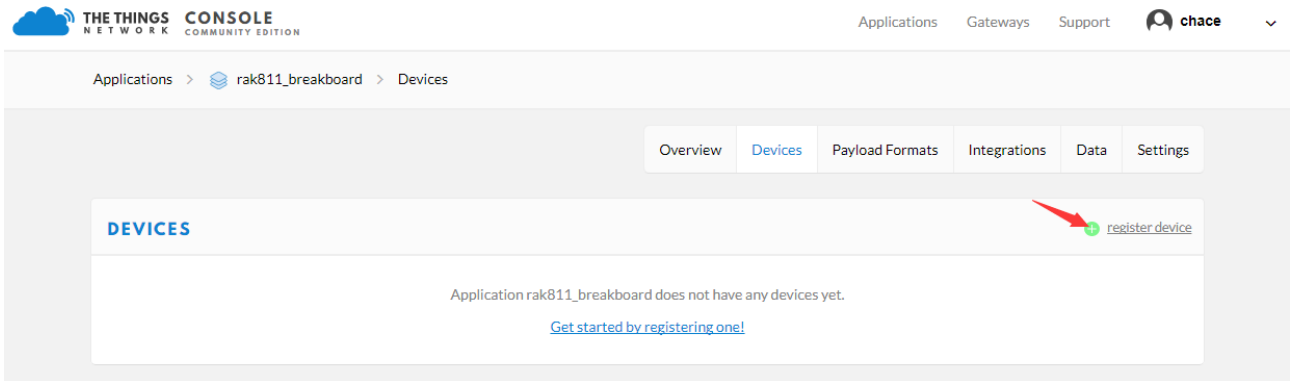 THE THINGS NETWORK CONSOLE COMMUNITY EDITION
Applications Gateways Support chace
Applications > rak811_breakboard > Devices
Overview Devices Payload Formats Integrations Data Settings
DEVICES
register device
Application rak811_breakboard does not have any devices yet.
Get started by registering one!